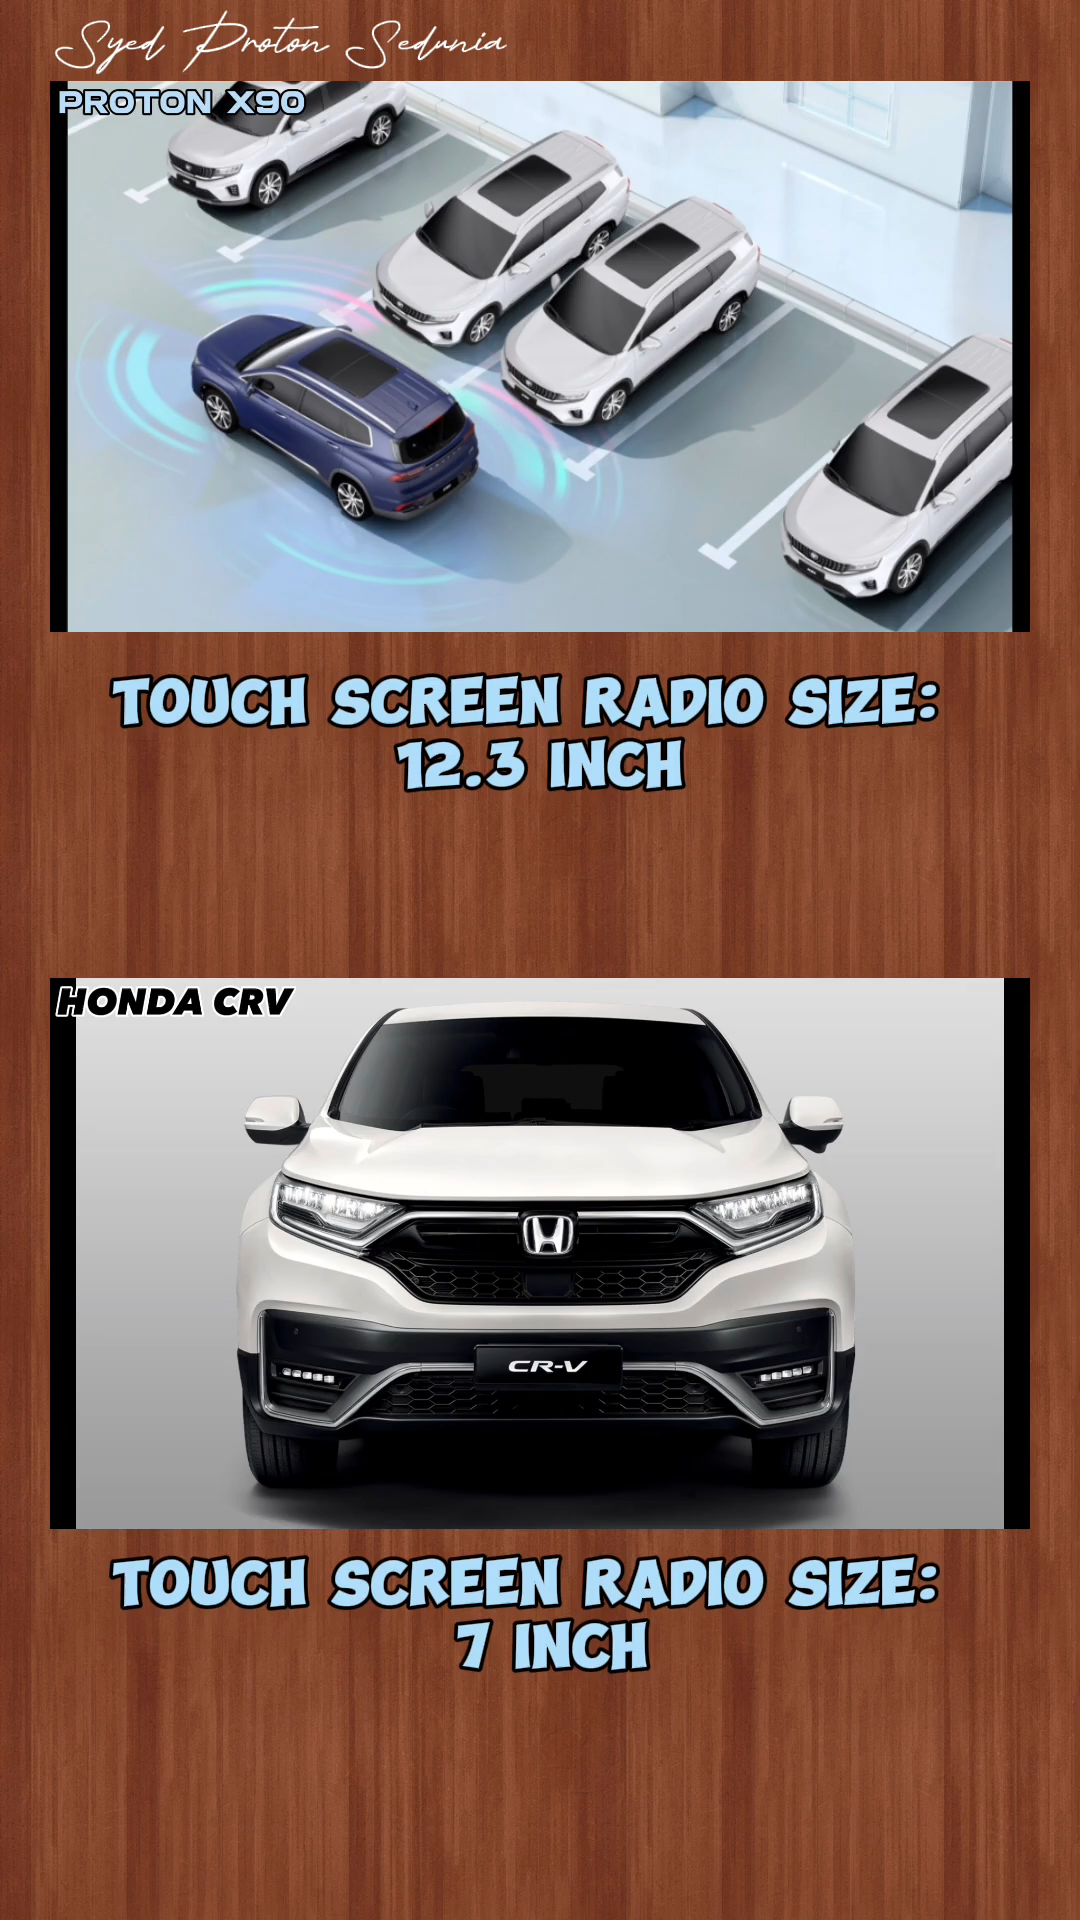 Syed Proton Sedunia
PROTON X90
TOUCH SCREEN RADIO SIZE:
12.3 INCH
HONDA CRV
CR-V
TOUCH SCREEN RADIO SIZE:
7 INCH